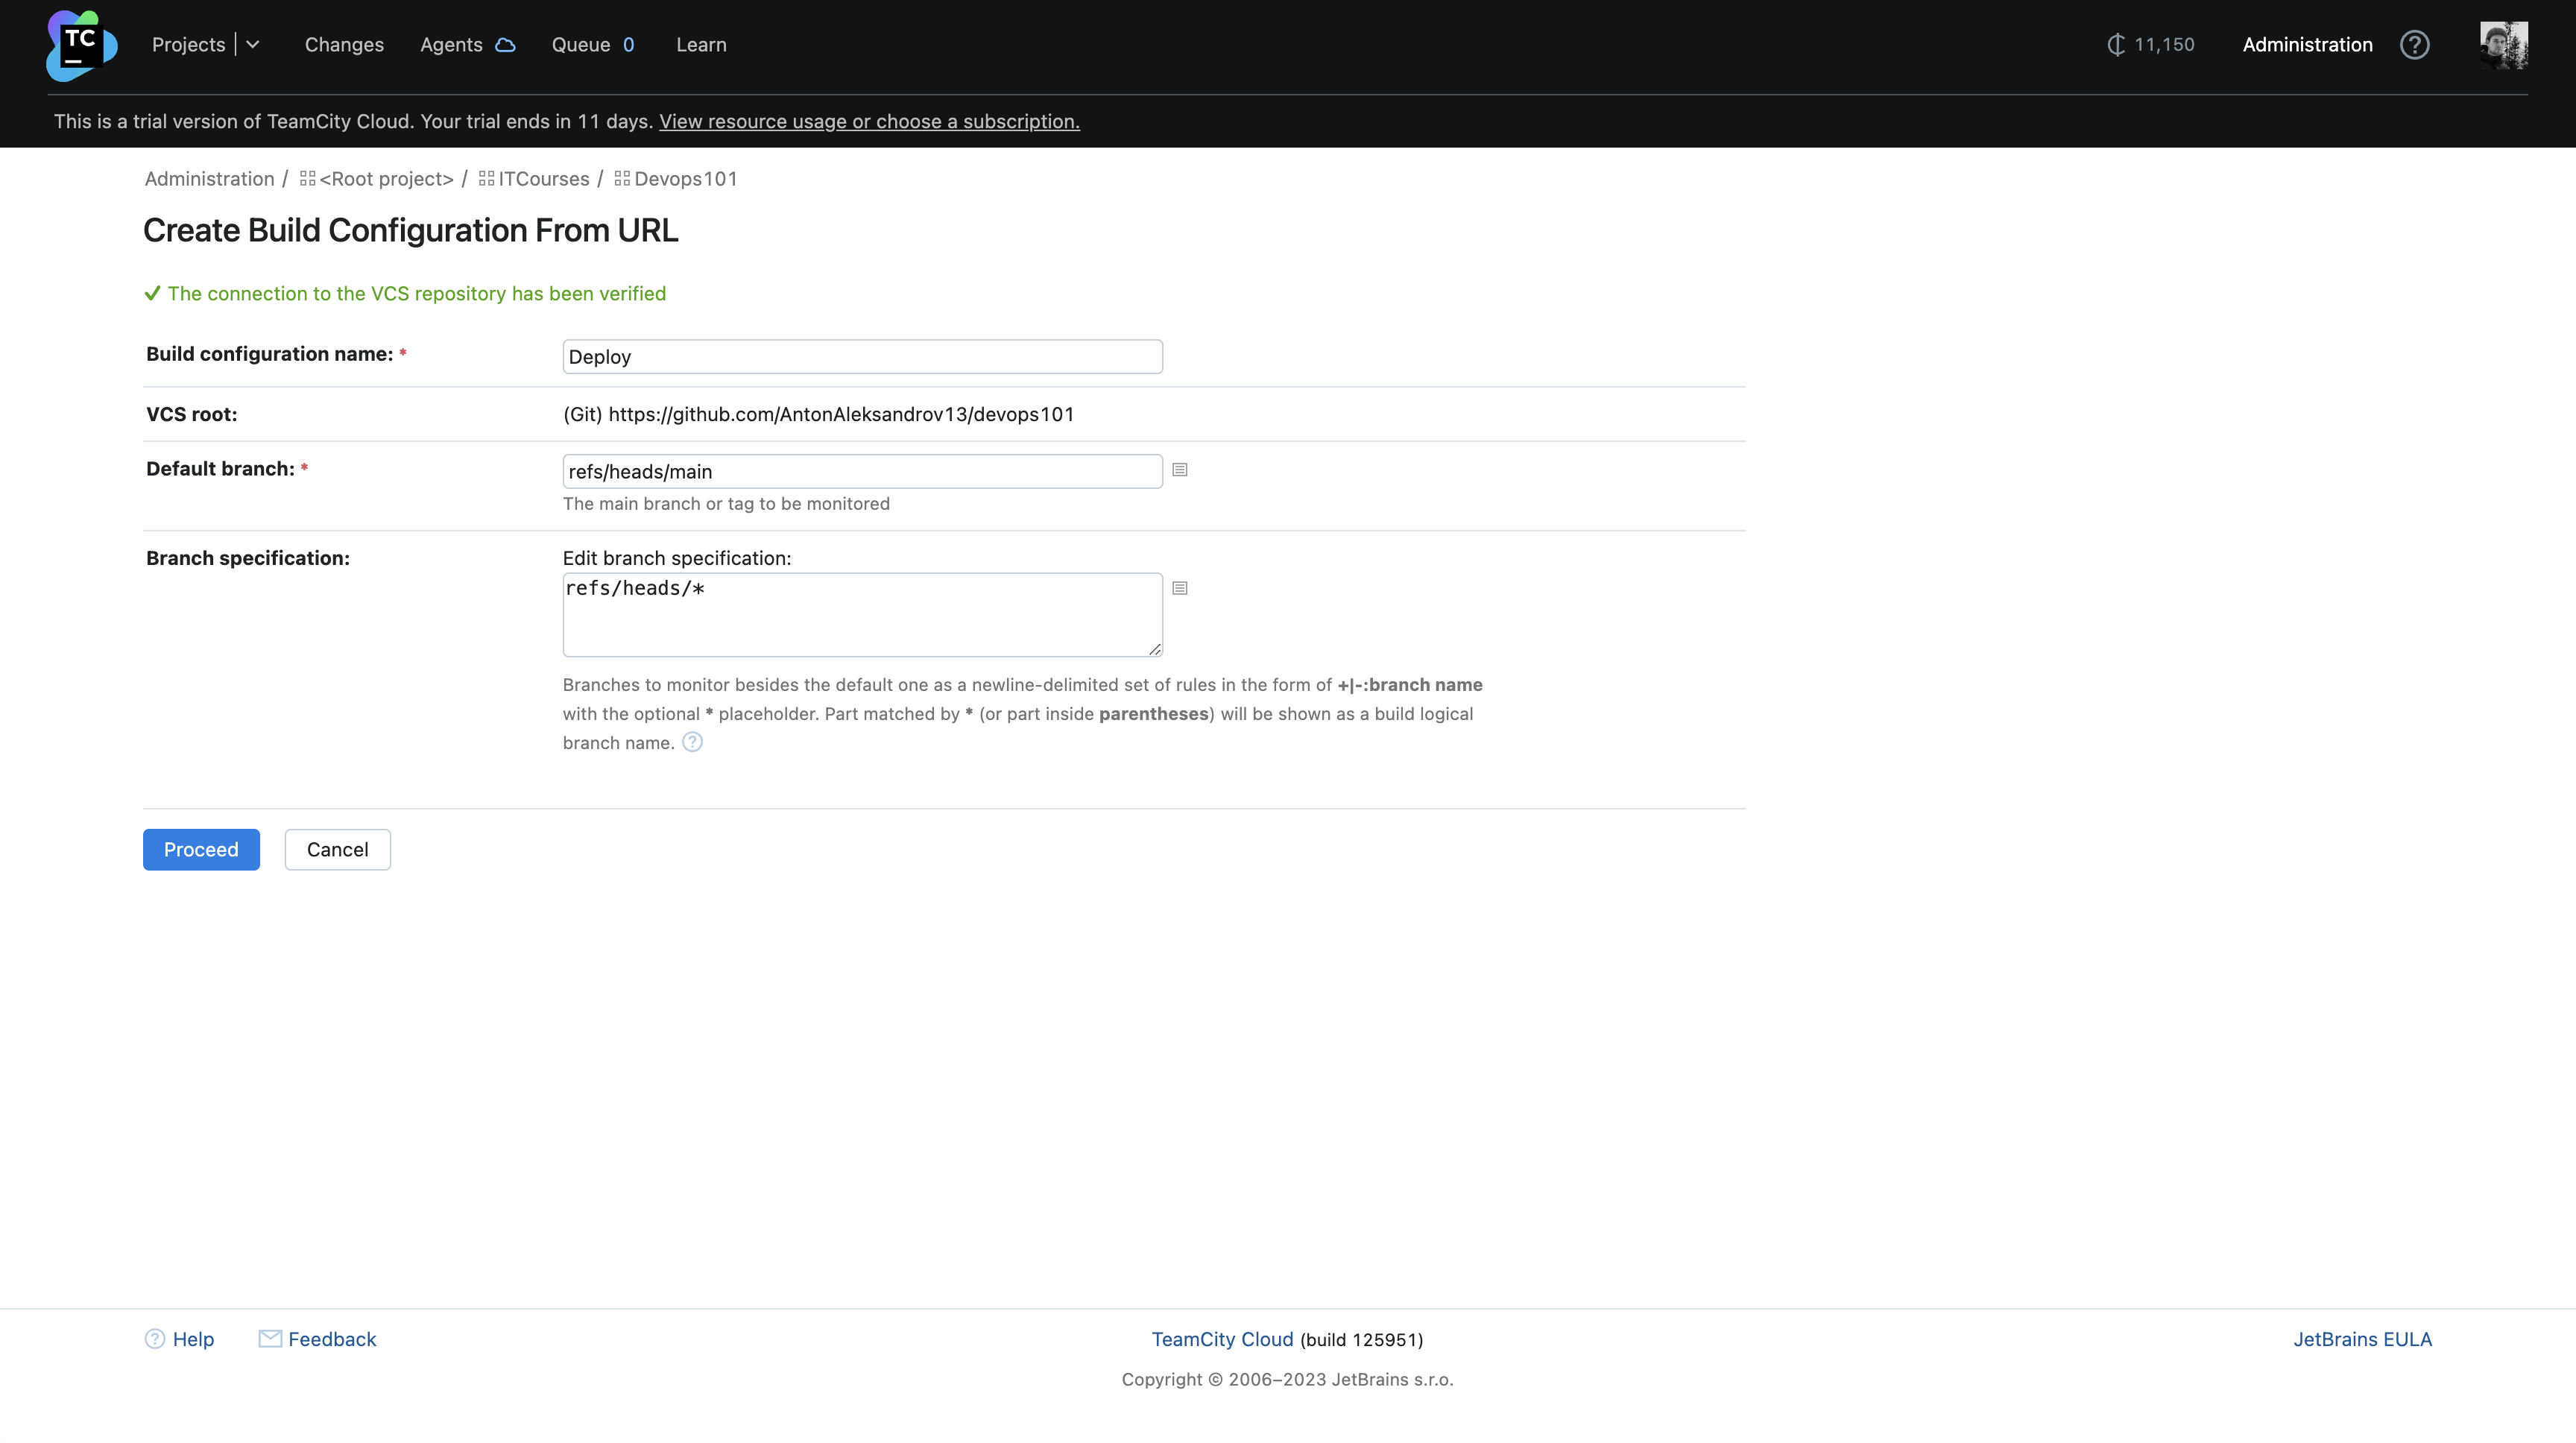 TC
Projects
Changes
Agents
Queue 0
Learn
11,150
Administration
This is a trial version of TeamCity Cloud. Your trial ends in 11 days. View resource usage or choose a subscription.
Administration / <Root project> / ITCourses / Devops101
Create Build Configuration From URL
The connection to the VCS repository has been verified
Build configuration name: *
Deploy
VCS root:
(Git) https://github.com/AntonAleksandrov13/devops101
Default branch: *
refs/heads/main
The main branch or tag to be monitored
Branch specification:
Edit branch specification:
refs/heads/*
Branches to monitor besides the default one as a newline-delimited set of rules in the form of +|-:branch name
with the optional * placeholder. Part matched by * (or part inside parentheses) will be shown as a build logical
branch name.
Proceed
Cancel
Help
Feedback
TeamCity Cloud (build 125951)
JetBrains EULA
Copyright © 2006–2023 JetBrains s.r.o.